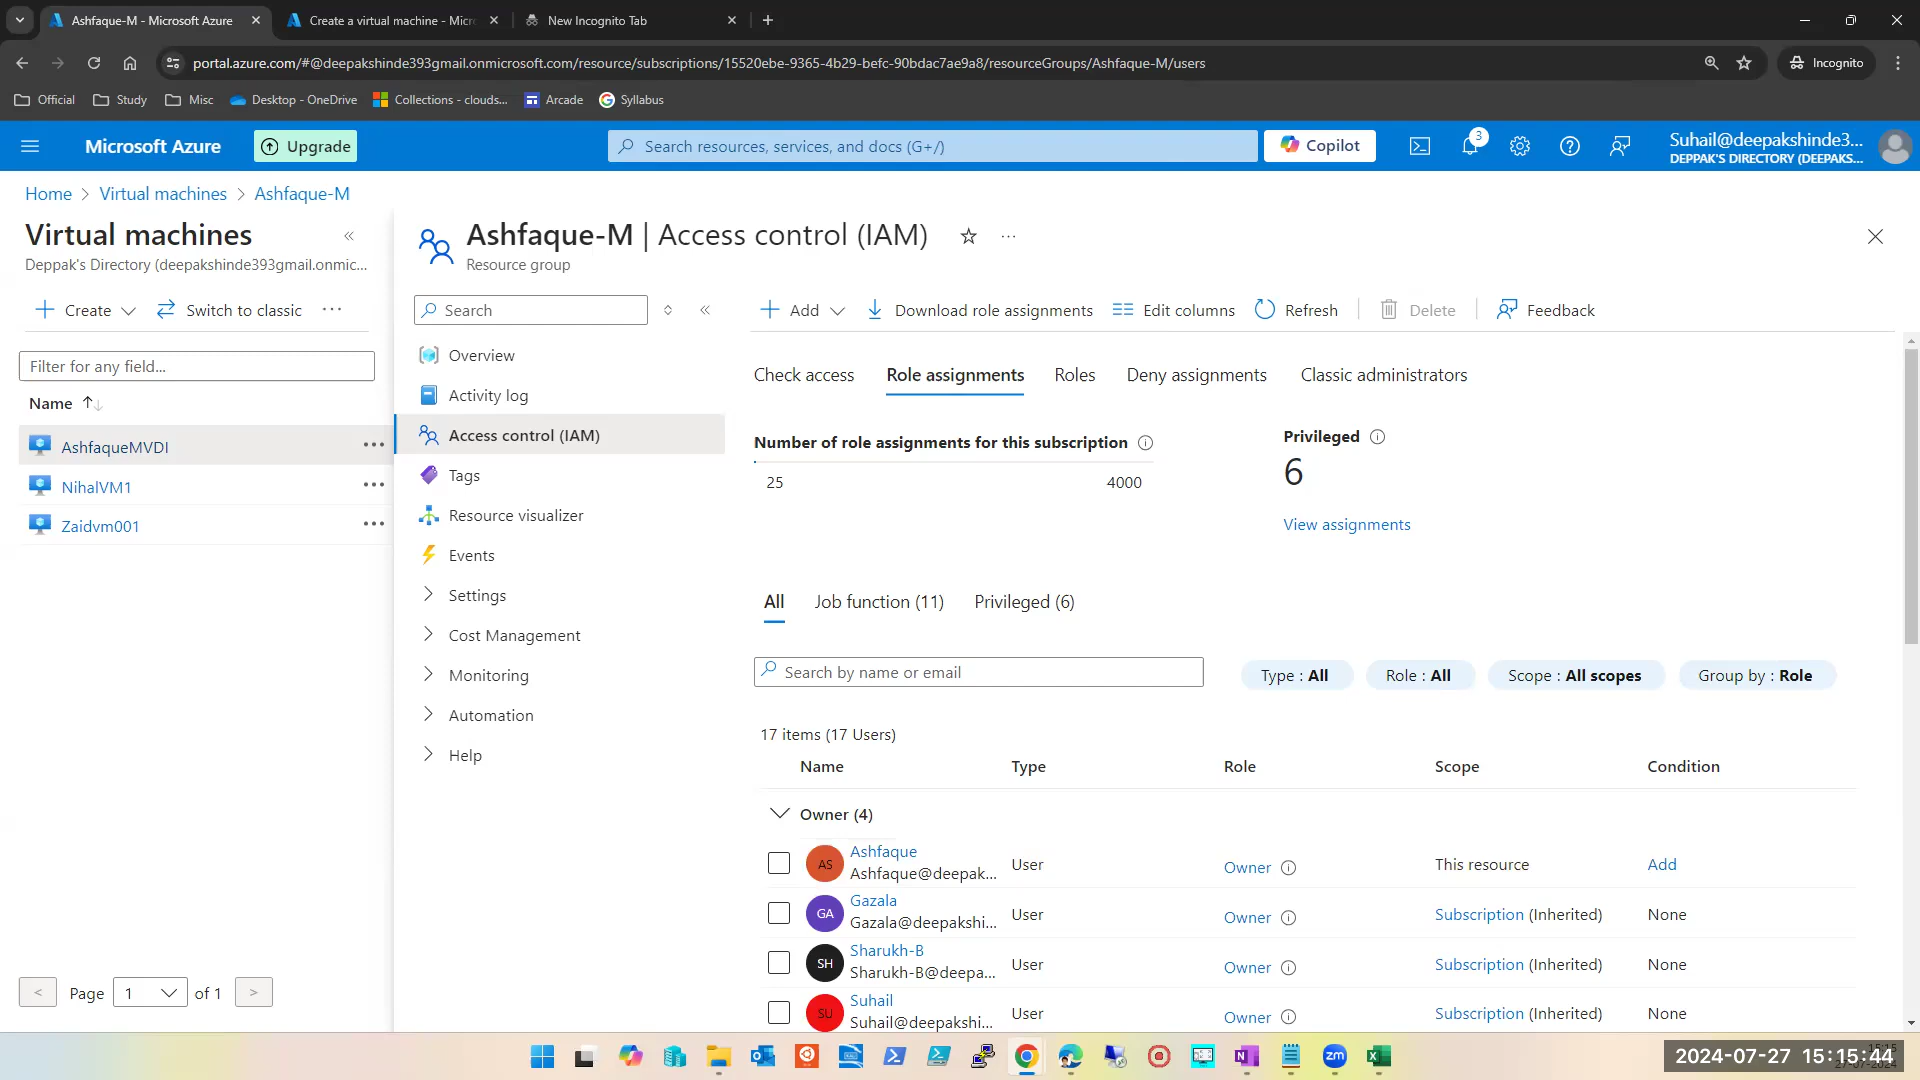 Ashfaque-M - Microsoft Azure
Create a virtual machine - Micr
New Incognito Tab
portal.azure.com/#@deepakshinde393gmail.onmicrosoft.com/resource/subscriptions/15520ebe-9365-4b29-befc-90bdac7ae9a8/resourceGroups/Ashfaque-M/users
Incognito
Official
Study
Misc
Desktop - OneDrive
Collections - clouds...
Arcade
Syllabus
Microsoft Azure
Upgrade
Search resources, services, and docs (G+/)
Copilot
3
Suhail@deepakshinde3...
DEPPAK'S DIRECTORY (DEEPAKS...
Home > Virtual machines > Ashfaque-M
Virtual machines
Deppak's Directory (deepakshinde393gmail.onmic...
Create
Switch to classic
Filter for any field...
Name
AshfaqueMVDI
NihalVM1
Zaidvm001
< Page 1 of 1 >
Ashfaque-M | Access control (IAM)
Resource group
Search
Overview
Activity log
Access control (IAM)
Tags
Resource visualizer
Events
Settings
Cost Management
Monitoring
Automation
Help
Add
Download role assignments
Edit columns
Refresh
Delete
Feedback
Check access
Role assignments
Roles
Deny assignments
Classic administrators
Number of role assignments for this subscription
25
4000
Privileged
6
View assignments
All
Job function (11)
Privileged (6)
Search by name or email
Type : All
Role : All
Scope : All scopes
Group by : Role
17 items (17 Users)
Name Type Role Scope Condition
Owner (4)
AS
Ashfaque
Ashfaque@deepak...
User Owner This resource Add
GA
Gazala
Gazala@deepakshi...
User Owner Subscription (Inherited) None
SH
Sharukh-B
Sharukh-B@deepa...
User Owner Subscription (Inherited) None
SU
Suhail
Suhail@deepakshi...
User Owner Subscription (Inherited) None
zm
2024-07-27 15:15:44